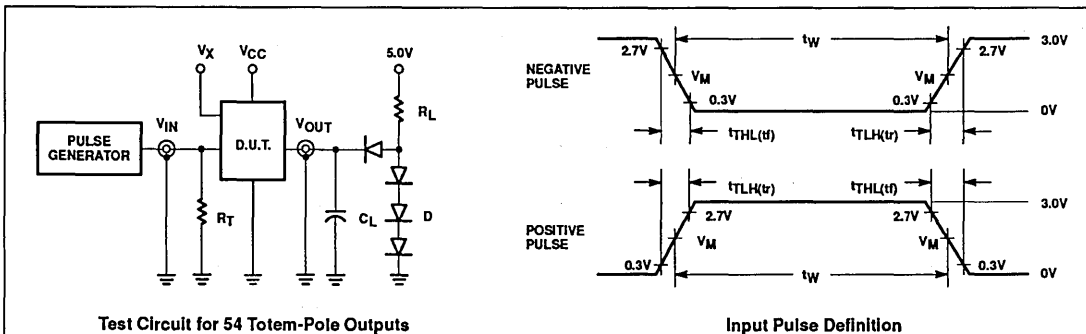 VX
VCC
5.0V
RL
VIN
VOUT
PULSE
GENERATOR
D.U.T.
RT
CL
D
Test Circuit for 54 Totem-Pole Outputs
NEGATIVE
PULSE
2.7V
tW
2.7V
3.0V
VM
VM
0.3V
0.3V
0V
tTHL(tf)
tTLH(tr)
tTLH(tr)
tTHL(tf)
POSITIVE
PULSE
2.7V
2.7V
3.0V
VM
VM
0.3V
tW
0.3V
0V
Input Pulse Definition